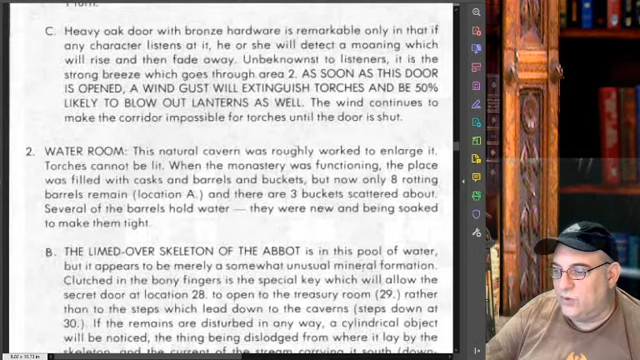 C. Heavy oak door with bronze hardware is remarkable only in that if
any character listens at it, he or she will detect a moaning which
will rise and then fade away. Unbeknownst to listeners, it is the
strong breeze which goes through area 2. AS SOON AS THIS DOOR
IS OPENED, A WIND GUST WILL EXTINGUISH TORCHES AND BE 50%
LIKELY TO BLOW OUT LANTERNS AS WELL. The wind continues to
make the corridor impossible for torches until the door is shut.
2. WATER ROOM: This natural cavern was roughly worked to enlarge it.
Torches cannot be lit. When the monastery was functioning, the place
was filled with casks and barrels and buckets, but now only 8 rotting
barrels remain (location A.) and there are 3 buckets scattered about.
Several of the barrels hold water — they were new and being soaked
to make them tight.
B. THE LIMED-OVER SKELETON OF THE ABBOT is in this pool of water,
but it appears to be merely a somewhat unusual mineral formation.
Clutched in the bony fingers is the special key which will allow the
secret door at location 28. to open to the treasury room (29.) rather
than to the steps which lead down to the caverns (steps down at
30.) If the remains are disturbed in any way, a cylindrical object
will be noticed, the thing being dislodged from where it lay by the
skeleton, and the current of the stream carrying it south (down-